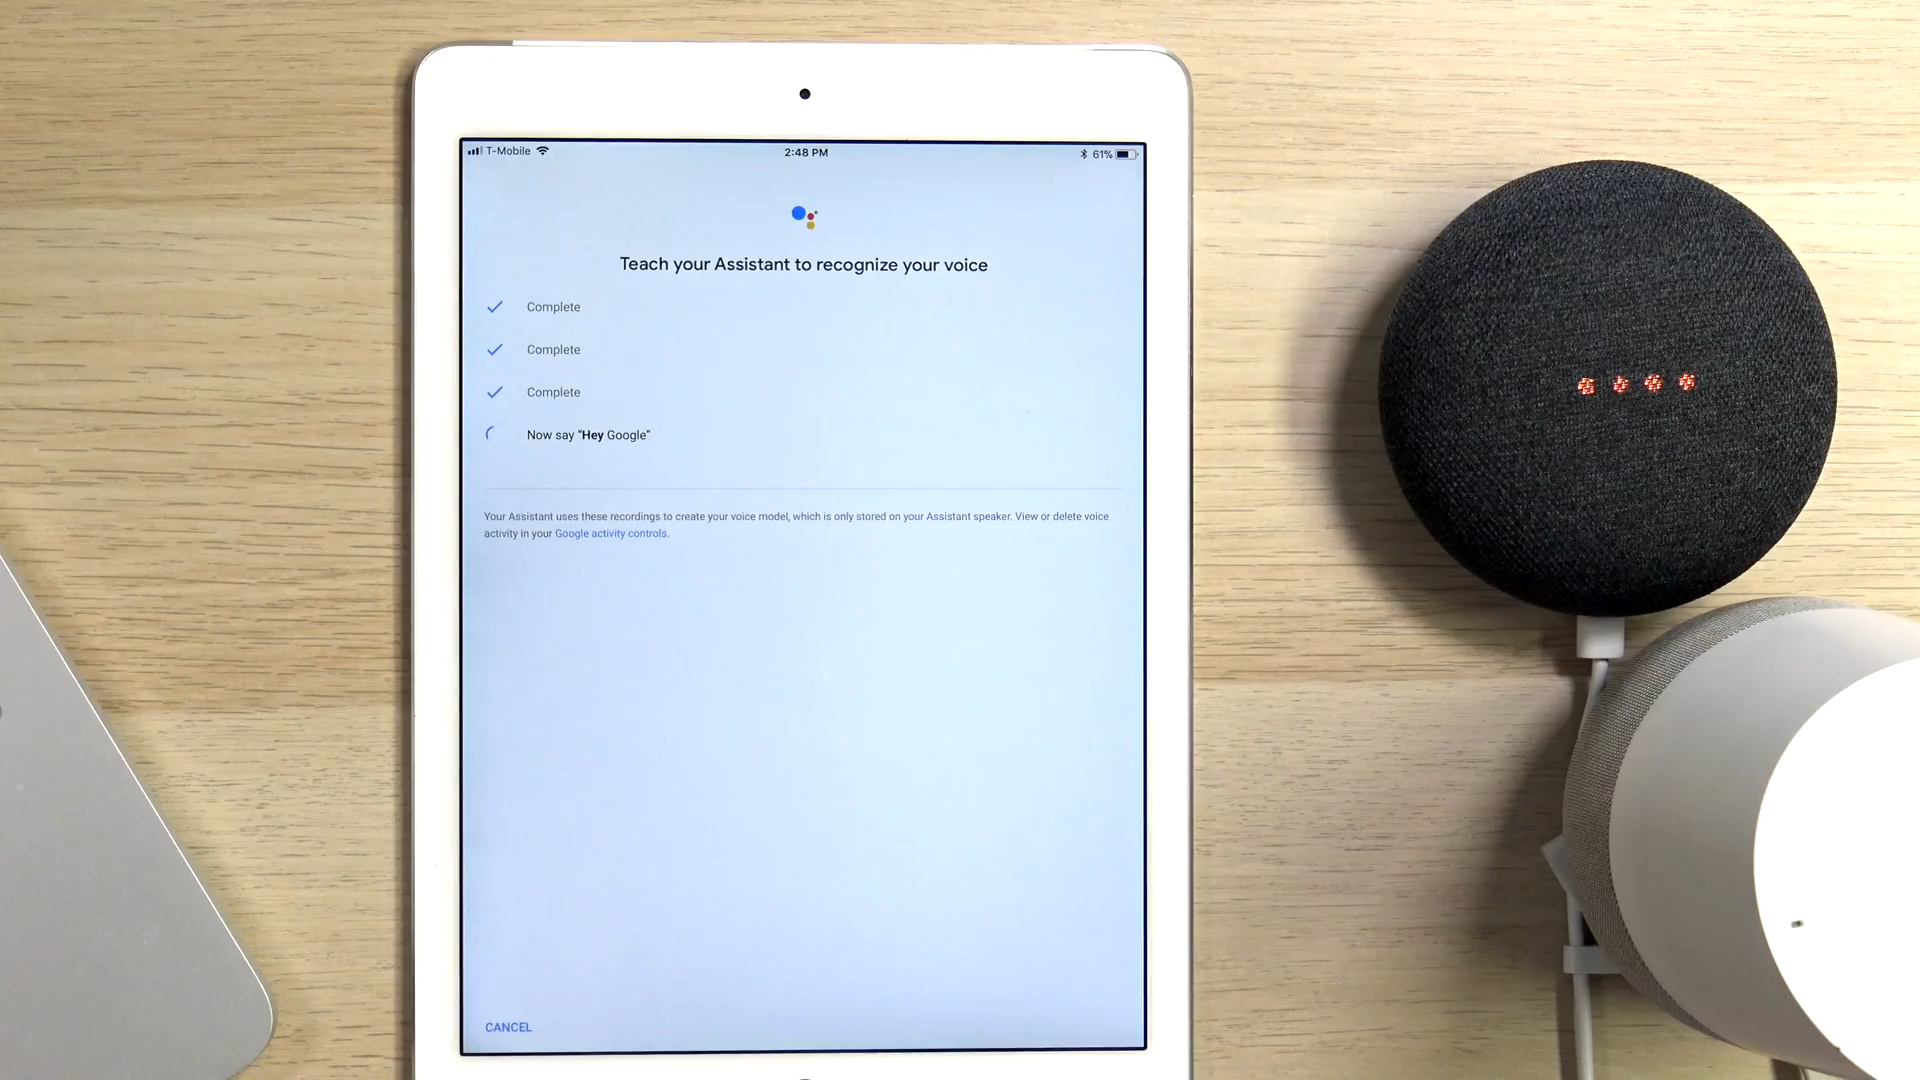 T-Mobile 2:48 PM 61%
Teach your Assistant to recognize your voice
Complete
Complete
Complete
Now say “Hey Google”
Your Assistant uses these recordings to create your voice model, which is only stored on your Assistant speaker. View or delete voice
activity in your Google activity controls.
CANCEL